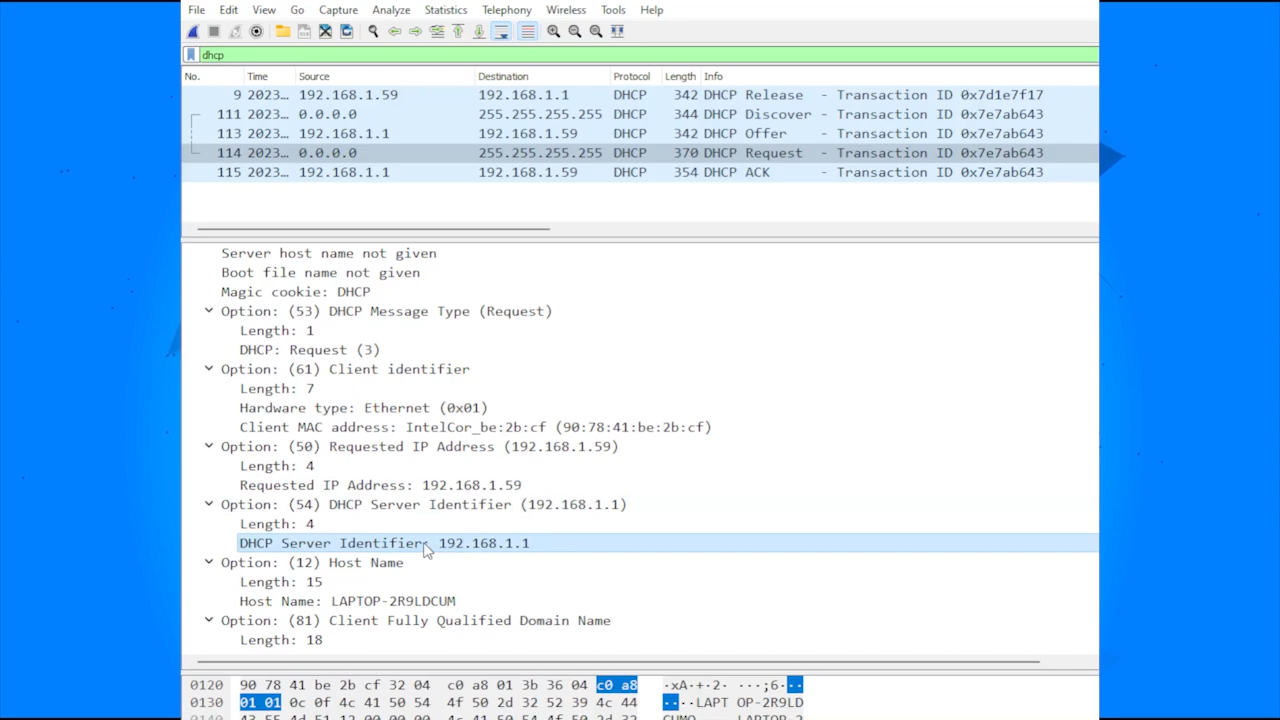 File Edit View Go Capture Analyze Statistics Telephony Wireless Tools Help
dhcp
No. Time Source Destination Protocol Length Info
9 2023… 192.168.1.59 192.168.1.1 DHCP 342 DHCP Release - Transaction ID 0x7d1e7f17
111 2023… 0.0.0.0 255.255.255.255 DHCP 344 DHCP Discover - Transaction ID 0x7e7ab643
113 2023… 192.168.1.1 192.168.1.59 DHCP 342 DHCP Offer - Transaction ID 0x7e7ab643
114 2023… 0.0.0.0 255.255.255.255 DHCP 370 DHCP Request - Transaction ID 0x7e7ab643
115 2023… 192.168.1.1 192.168.1.59 DHCP 354 DHCP ACK - Transaction ID 0x7e7ab643
Server host name not given
Boot file name not given
Magic cookie: DHCP
Option: (53) DHCP Message Type (Request)
Length: 1
DHCP: Request (3)
Option: (61) Client identifier
Length: 7
Hardware type: Ethernet (0x01)
Client MAC address: IntelCor_be:2b:cf (90:78:41:be:2b:cf)
Option: (50) Requested IP Address (192.168.1.59)
Length: 4
Requested IP Address: 192.168.1.59
Option: (54) DHCP Server Identifier (192.168.1.1)
Length: 4
DHCP Server Identifier: 192.168.1.1
Option: (12) Host Name
Length: 15
Host Name: LAPTOP-2R9LDCUM
Option: (81) Client Fully Qualified Domain Name
Length: 18
0120 90 78 41 be 2b cf 32 04 c0 a8 01 3b 36 04 c0 a8 ·xA·+·2· ···;6···
0130 01 01 0c 0f 4c 41 50 54 4f 50 2d 32 52 39 4c 44 ····LAPT OP-2R9LD